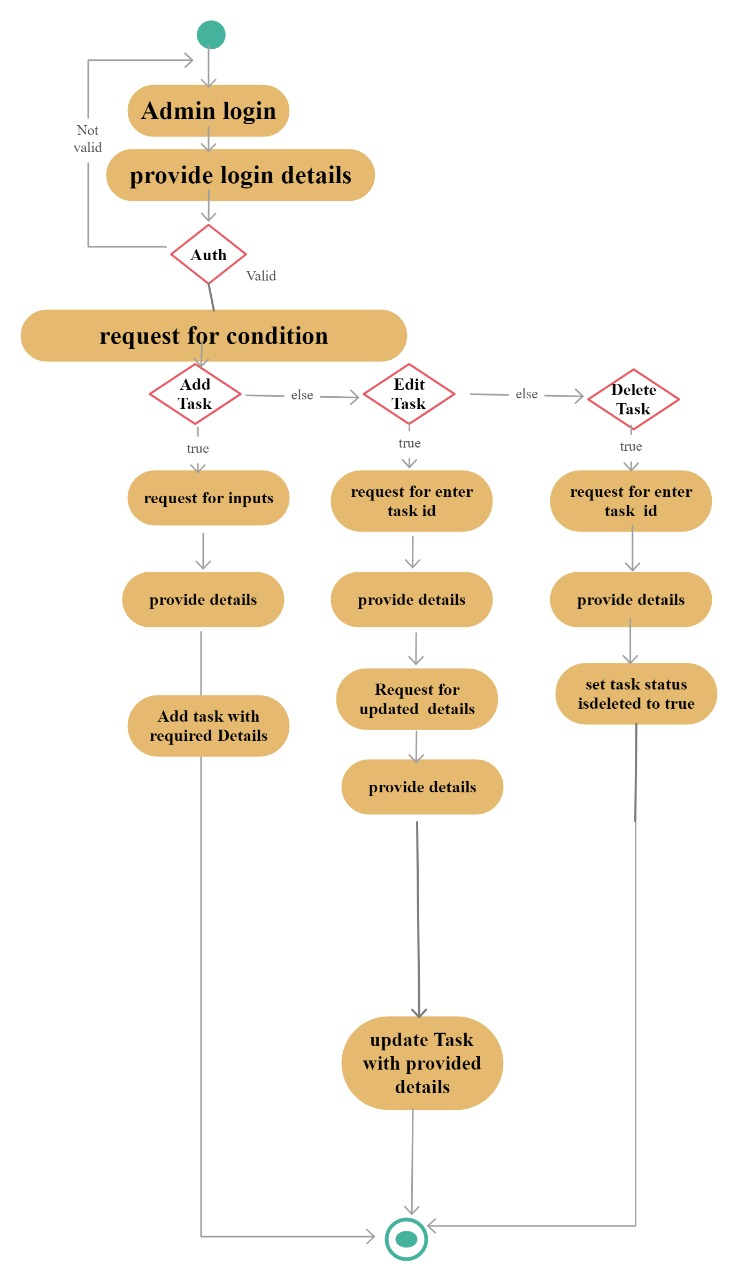 Admin login
Not
valid
provide login details
Auth
Valid
request for condition
Add
Task
else
Edit
Task
else
Delete
Task
true
true
true
request for inputs
request for enter
task id
request for enter
task  id
provide details
provide details
provide details
Request for
updated  details
set task status
isdeleted to true
Add task with
required Details
provide details
update Task
with provided
details